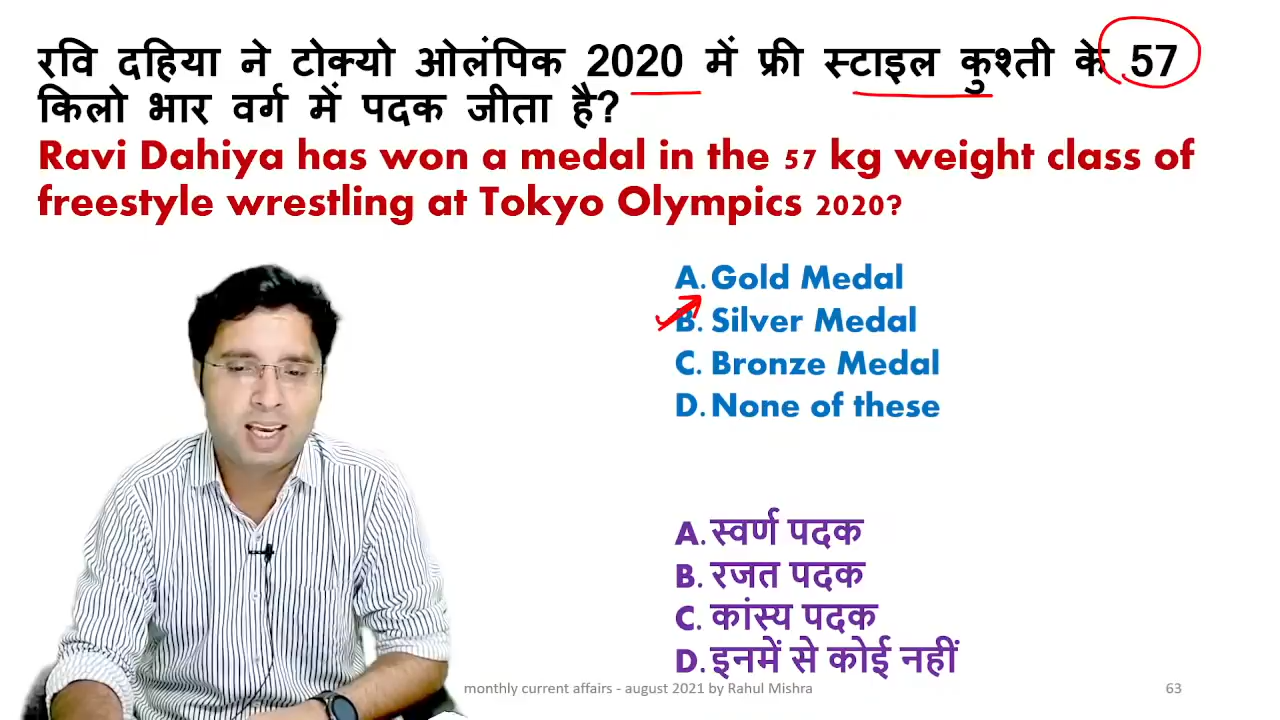 रवि दहिया ने टोक्यो ओलंपिक 2020 में फ्री स्टाइल कुश्ती के 57
किलो भार वर्ग में पदक जीता है?
Ravi Dahiya has won a medal in the 57 kg weight class of
freestyle wrestling at Tokyo Olympics 2020?
A. Gold Medal
B. Silver Medal
C. Bronze Medal
D. None of these
A. स्वर्ण पदक
B. रजत पदक
C. कांस्य पदक
D. इनमें से कोई नहीं
monthly current affairs - august 2021 by Rahul Mishra
63